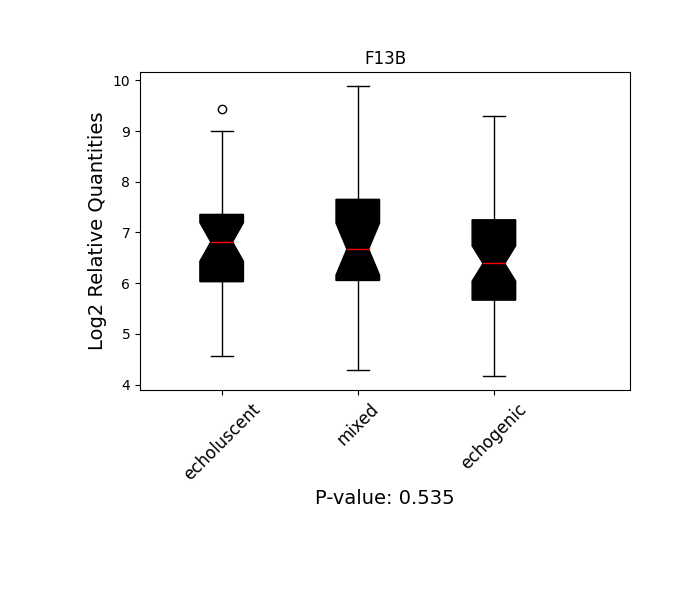 F13B
Log2 Relative Quantities
10
9
8
7
6
5
4
echoluscent
mixed
echogenic
P-value: 0.535